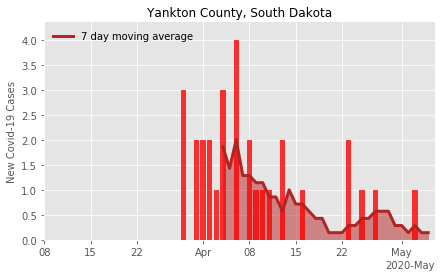 Yankton County, South Dakota
7 day moving average
New Covid-19 Cases
4.0
3.5
3.0
2.5
2.0
1.5
1.0
0.5
0.0
08 15 22 Apr 08 15 22 May
2020-May